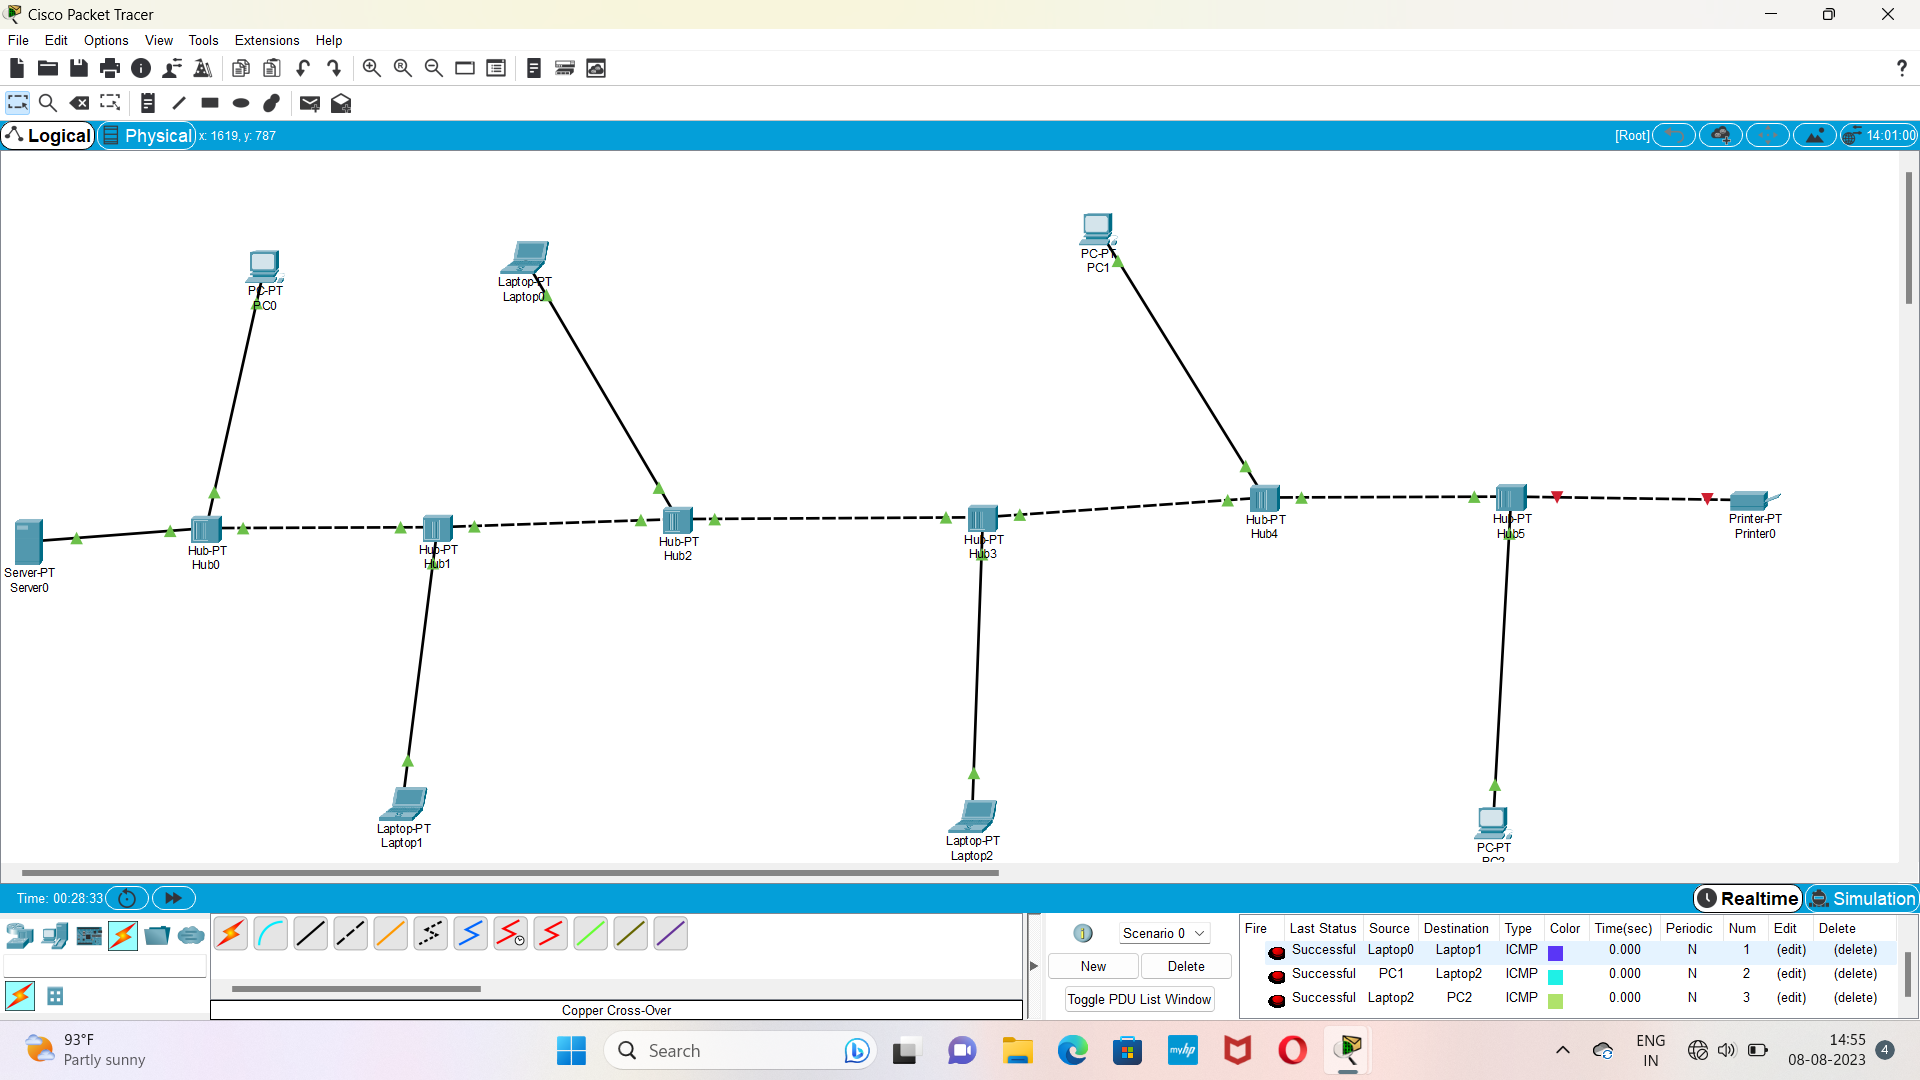 Cisco Packet Tracer
File Edit Options View Tools Extensions Help
Logical Physical x: 1619, y: 787 [Root] 14:01:00
PC-PT
PC0
Laptop-PT
Laptop0
PC-PT
PC1
Server-PT
Server0
Hub-PT
Hub0
Hub-PT
Hub1
Hub-PT
Hub2
Hub-PT
Hub3
Hub-PT
Hub4
Hub-PT
Hub5
Printer-PT
Printer0
Laptop-PT
Laptop1
Laptop-PT
Laptop2
PC-PT
PC2
Time: 00:28:33 Realtime Simulation
Scenario 0
New Delete
Toggle PDU List Window
Fire Last Status Source Destination Type Color Time(sec) Periodic Num Edit Delete
Successful Laptop0 Laptop1 ICMP 0.000 N 1 (edit) (delete)
Successful PC1 Laptop2 ICMP 0.000 N 2 (edit) (delete)
Successful Laptop2 PC2 ICMP 0.000 N 3 (edit) (delete)
Copper Cross-Over
93°F
Partly sunny
Search
myhp
ENG
IN
14:55
08-08-2023
4